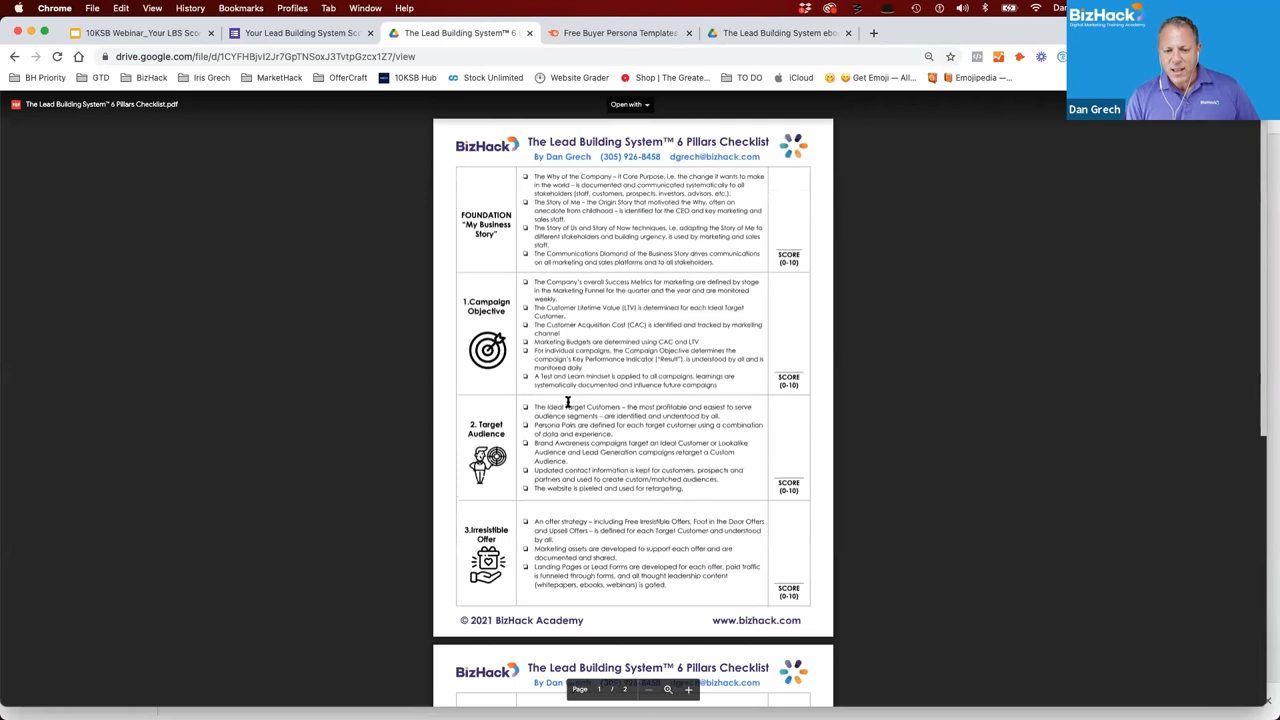 Chrome File Edit View History Bookmarks Profiles Tab Window Help
10KSB Webinar_Your LBS Sco
Your Lead Building System Sc
The Lead Building System™ 6
Free Buyer Persona Templates
The Lead Building System ebo
drive.google.com/file/d/1CYFHBjvI2Jr7GpTNSoxJ3TvtpGzcx1Z7/view
BH Priority GTD BizHack Iris Grech MarketHack OfferCraft 10KSB Hub Stock Unlimited Website Grader Shop | The Greate... TO DO iCloud Get Emoji — All... Emojipedia —...
BizHack
Digital Marketing Training Academy
Dan Grech
The Lead Building System™ 6 Pillars Checklist.pdf
Open with
BizHack
The Lead Building System™ 6 Pillars Checklist
By Dan Grech (305) 926-8458 dgrech@bizhack.com
FOUNDATION
"My Business
Story"
The Why of the Company – it Core Purpose, i.e. the change it wants to make
in the world – is documented and communicated systematically to all
stakeholders (staff, customers, prospects, investors, advisors, etc.).
The Story of Me – the Origin Story that motivated the Why, often an
anecdote from childhood – is identified for the CEO and key marketing and
sales staff.
The Story of Us and Story of Now techniques, i.e. adapting the Story of Me to
different stakeholders and building urgency, is used by marketing and sales
staff.
The Communications Diamond of the Business Story drives communications
on all marketing and sales platforms and to all stakeholders.
SCORE
(0-10)
1.Campaign
Objective
The Company's overall Success Metrics for marketing are defined by stage
in the Marketing Funnel for the quarter and the year and are monitored
weekly.
The Customer Lifetime Value (LTV) is determined for each Ideal Target
Customer.
The Customer Acquisition Cost (CAC) is identified and tracked by marketing
channel
Marketing Budgets are determined using CAC and LTV
For individual campaigns, the Campaign Objective determines the
campaign's Key Performance Indicator ("Result"), is understood by all and is
monitored daily
A Test and Learn mindset is applied to all campaigns, learnings are
systematically documented and influence future campaigns
SCORE
(0-10)
2. Target
Audience
The Ideal Target Customers – the most profitable and easiest to serve
audience segments – are identified and understood by all.
Persona Pairs are defined for each target customer using a combination
of data and experience.
Brand Awareness campaigns target an Ideal Customer or Lookalike
Audience and Lead Generation campaigns retarget a Custom
Audience.
Updated contact information is kept for customers, prospects and
partners and used to create custom/matched audiences.
The website is pixeled and used for retargeting.
SCORE
(0-10)
3.Irresistible
Offer
An offer strategy – including Free Irresistible Offers, Foot in the Door Offers
and Upsell Offers – is defined for each Target Customer and understood
by all.
Marketing assets are developed to support each offer and are
documented and shared.
Landing Pages or Lead Forms are developed for each offer, paid traffic
is funneled through forms, and all thought leadership content
(whitepapers, ebooks, webinars) is gated.
SCORE
(0-10)
© 2021 BizHack Academy www.bizhack.com
BizHack
The Lead Building System™ 6 Pillars Checklist
By Dan
Page 1 / 2